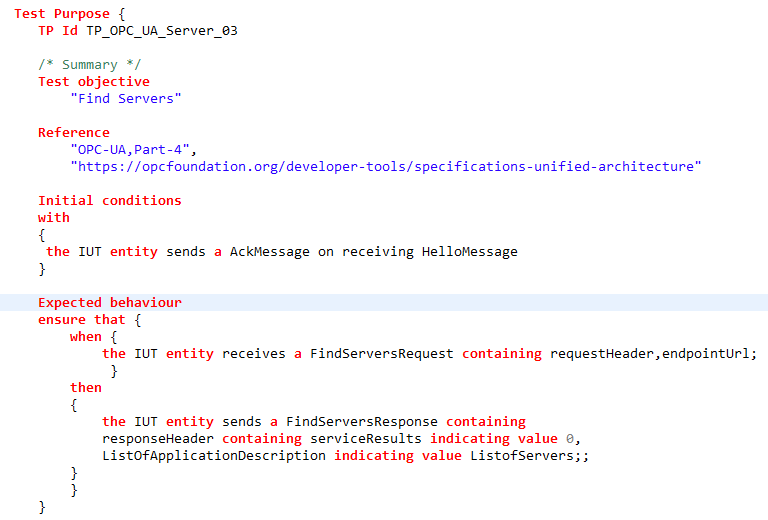 Test Purpose {
TP Id TP_OPC_UA_Server_03
/* Summary */
Test objective
"Find Servers"
Reference
"OPC-UA,Part-4",
"https://opcfoundation.org/developer-tools/specifications-unified-architecture"
Initial conditions
with
{
the IUT entity sends a AckMessage on receiving HelloMessage
}
Expected behaviour
ensure that {
when {
the IUT entity receives a FindServersRequest containing requestHeader,endpointUrl;
}
then
{
the IUT entity sends a FindServersResponse containing
responseHeader containing serviceResults indicating value 0,
ListOfApplicationDescription indicating value ListofServers;;
}
}
}